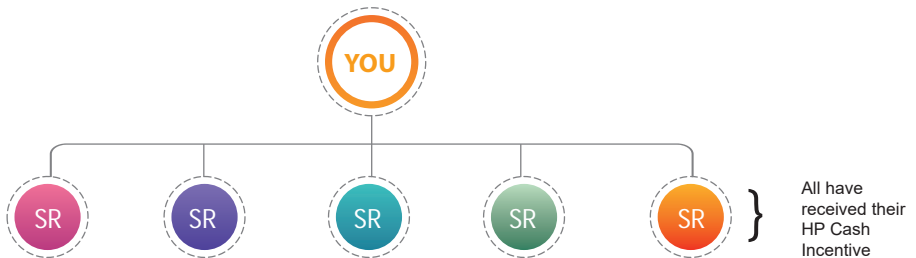 YOU
SR SR SR SR SR
All have
received their
HP Cash
Incentive